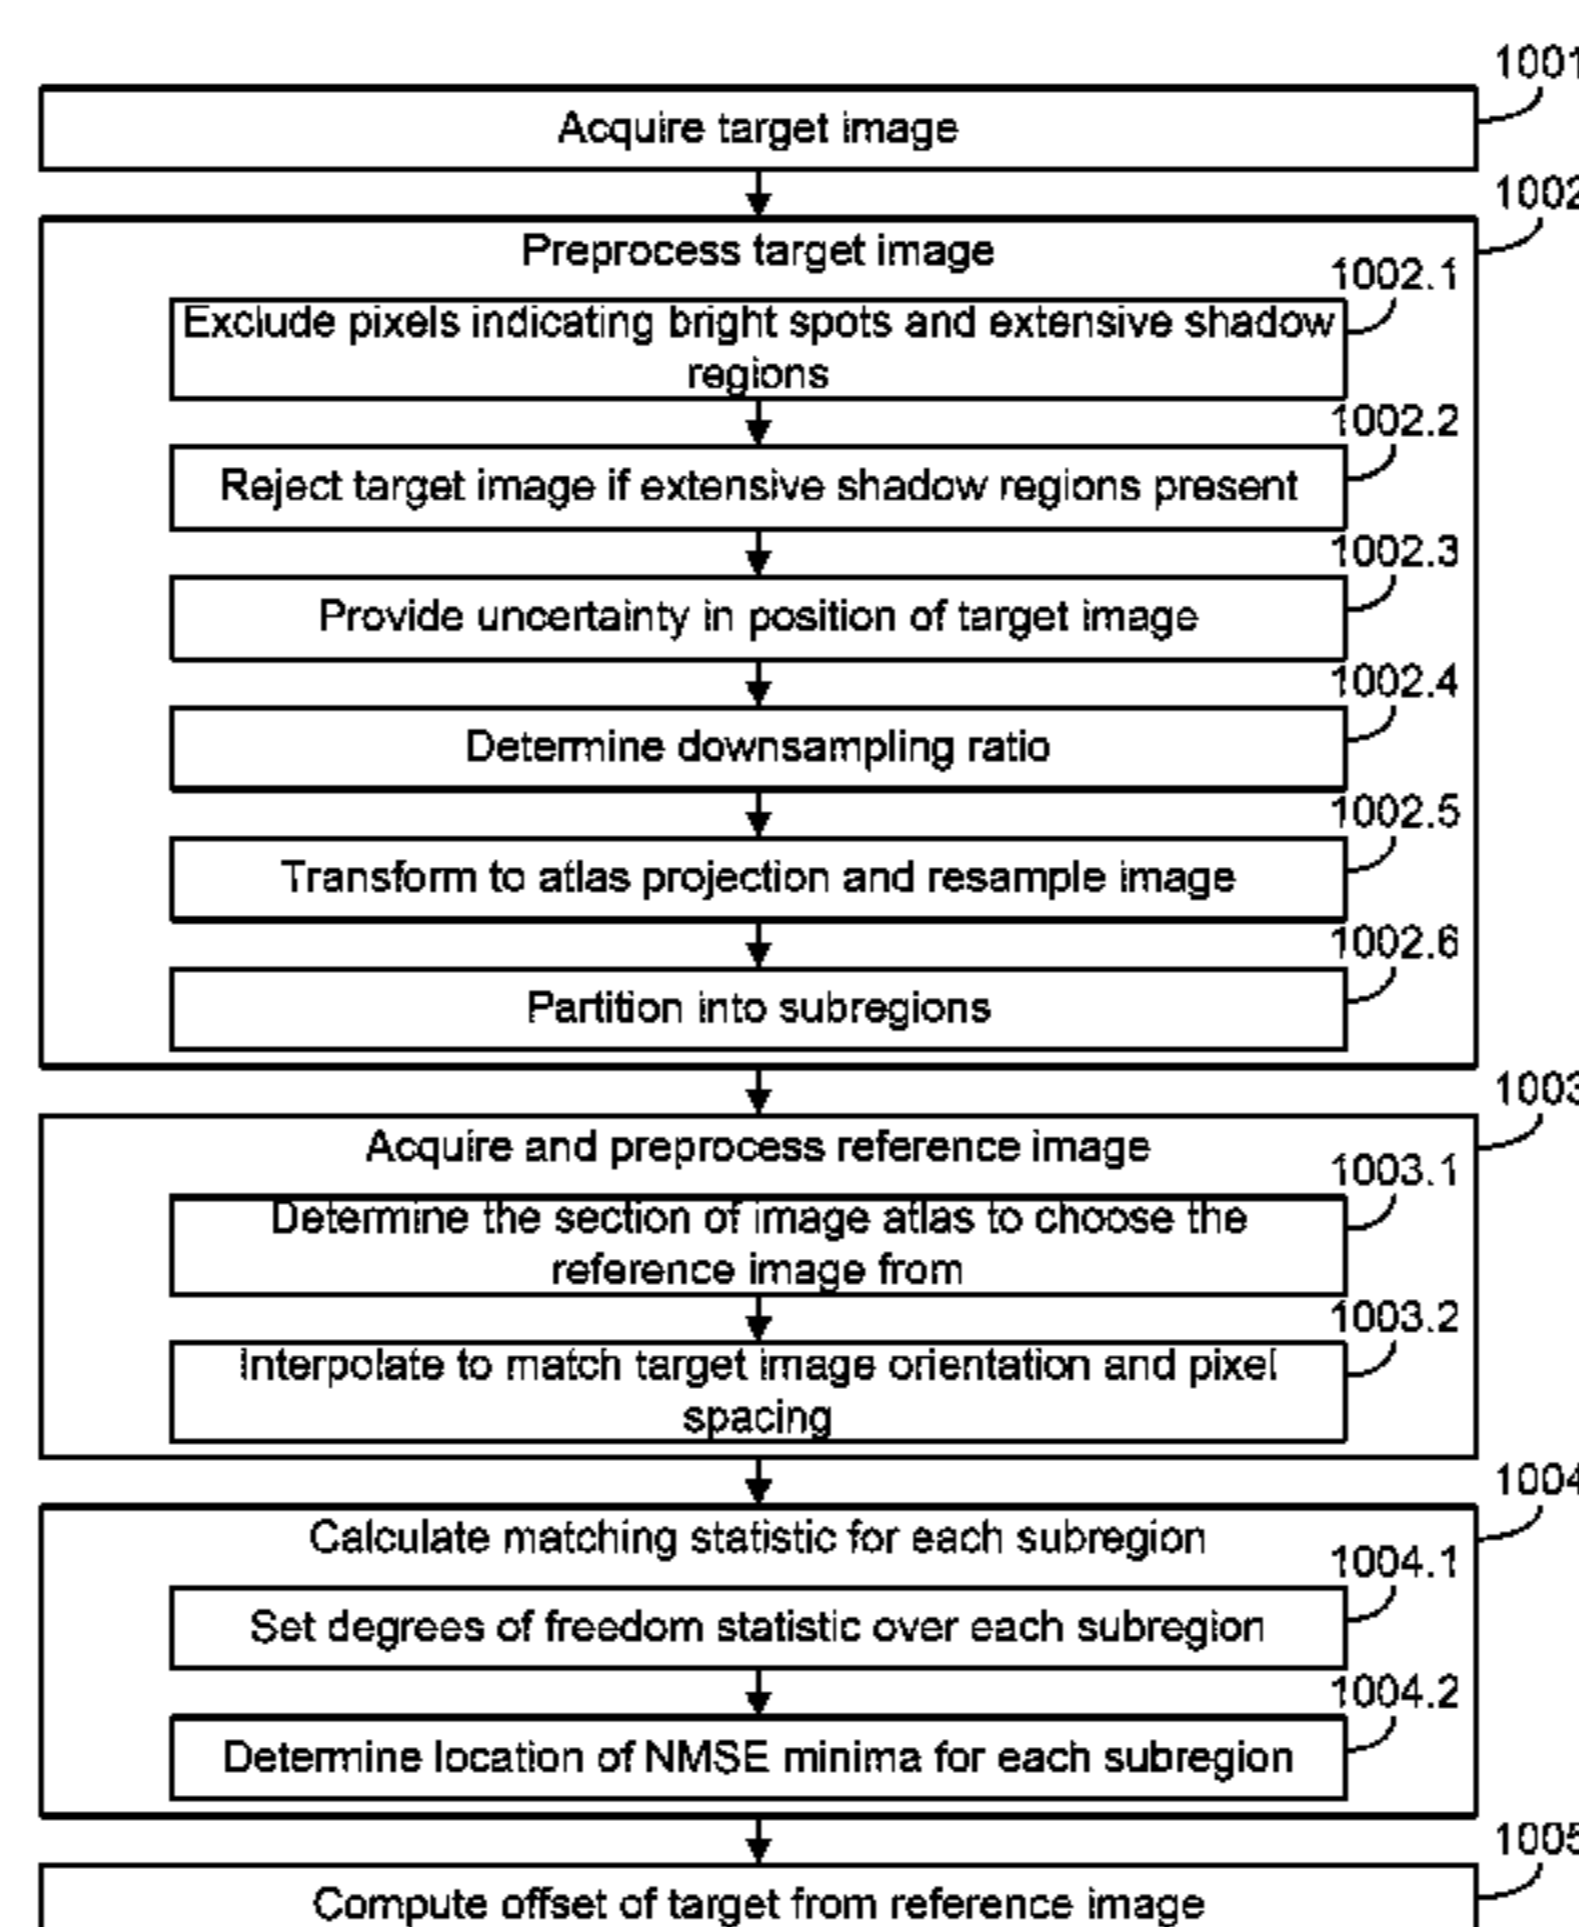 1001
Acquire target image
1002
Preprocess target image
1002.1
Exclude pixels indicating bright spots and extensive shadow
regions
1002.2
Reject target image if extensive shadow regions present
1002.3
Provide uncertainty in position of target image
1002.4
Determine downsampling ratio
1002.5
Transform to atlas projection and resample image
1002.6
Partition into subregions
1003
Acquire and preprocess reference image
1003.1
Determine the section of image atlas to choose the
reference image from
1003.2
Interpolate to match target image orientation and pixel
spacing
1004
Calculate matching statistic for each subregion
1004.1
Set degrees of freedom statistic over each subregion
1004.2
Determine location of NMSE minima for each subregion
1005
Compute offset of target from reference image